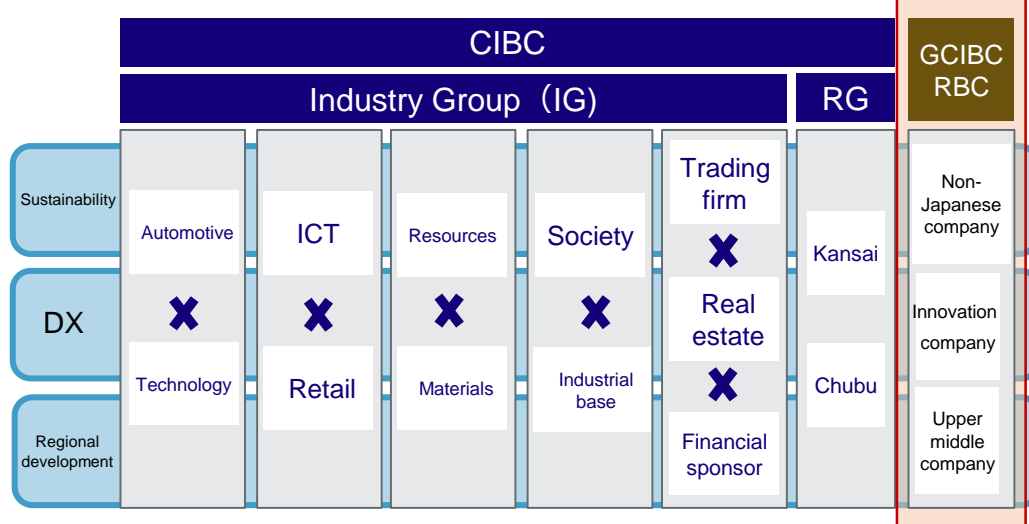 CIBC
GCIBC
RBC
Industry Group（IG)
RG
Sustainability
DX
Regional
development
Automotive
Technology
ICT
Retail
Resources
Materials
Society
Industrial
base
Trading
firm
Real
estate
Financial
sponsor
Kansai
Chubu
Non-
Japanese
company
Innovation
company
Upper
middle
company